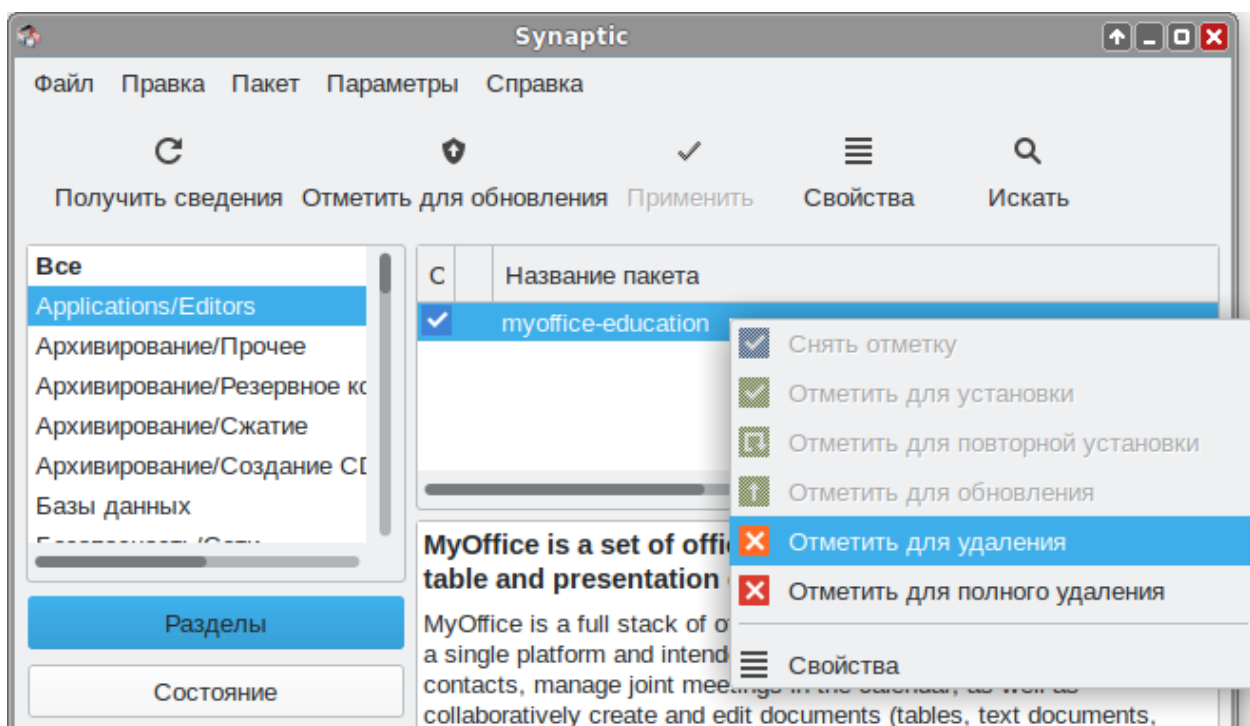 Synaptic
Файл Правка Пакет Параметры Справка
Получить сведения Отметить для обновления Применить Свойства Искать
Все
Applications/Editors
Архивирование/Прочее
Архивирование/Резервное
Архивирование/Сжатие
Архивирование/Создание
Базы данных
Разделы
Состояние
С Название пакета
myoffice-education
Снять отметку
Отметить для установки
Отметить для повторной установки
Отметить для обновления
Отметить для удаления
Отметить для полного удаления
Свойства
MyOffice is a set of
table and presentation
MyOffice is a full stack of
a single platform and
contacts, manage joint meetings in the calendar, as well as
collaboratively create and edit documents (tables, text documents,